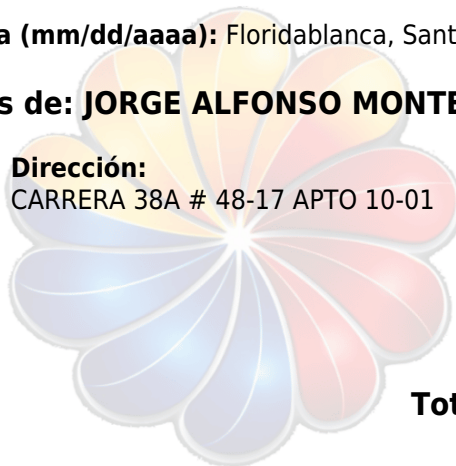 a (mm/dd/aaaa): Floridablanca, Sant
s de: JORGE ALFONSO MONTE
Dirección:
CARRERA 38A # 48-17 APTO 10-01
Tot